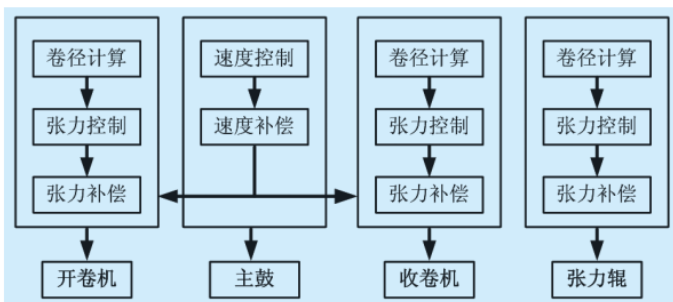 卷径计算
速度控制
卷径计算
卷径计算
张力控制
速度补偿
张力控制
张力控制
张力补偿
张力补偿
张力补偿
开卷机
主鼓
收卷机
张力辊